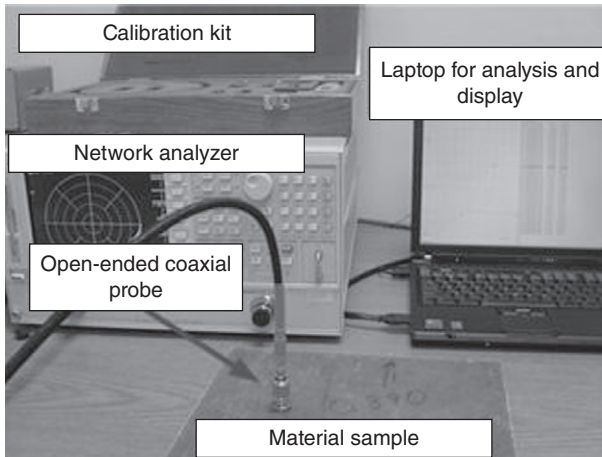 Calibration kit
Laptop for analysis and
display
Network analyzer
Open-ended coaxial
probe
Material sample